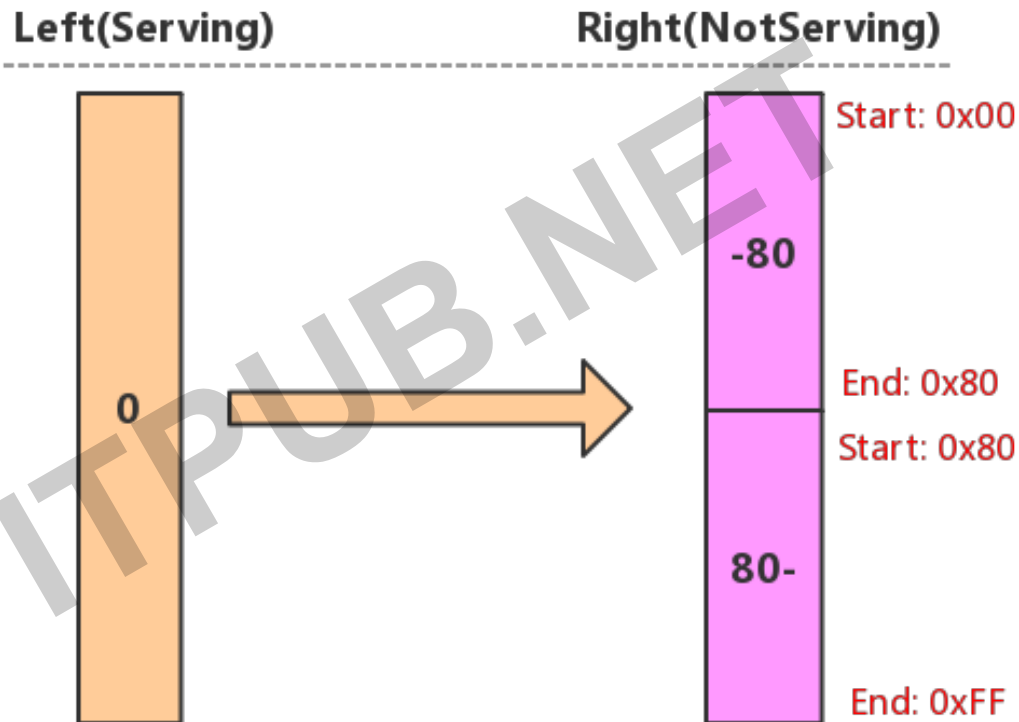 Left(Serving)
Right(NotServing)
Start: 0x00
-80
End: 0x80
0
Start: 0x80
80-
End: 0xFF
ITPUB.NET